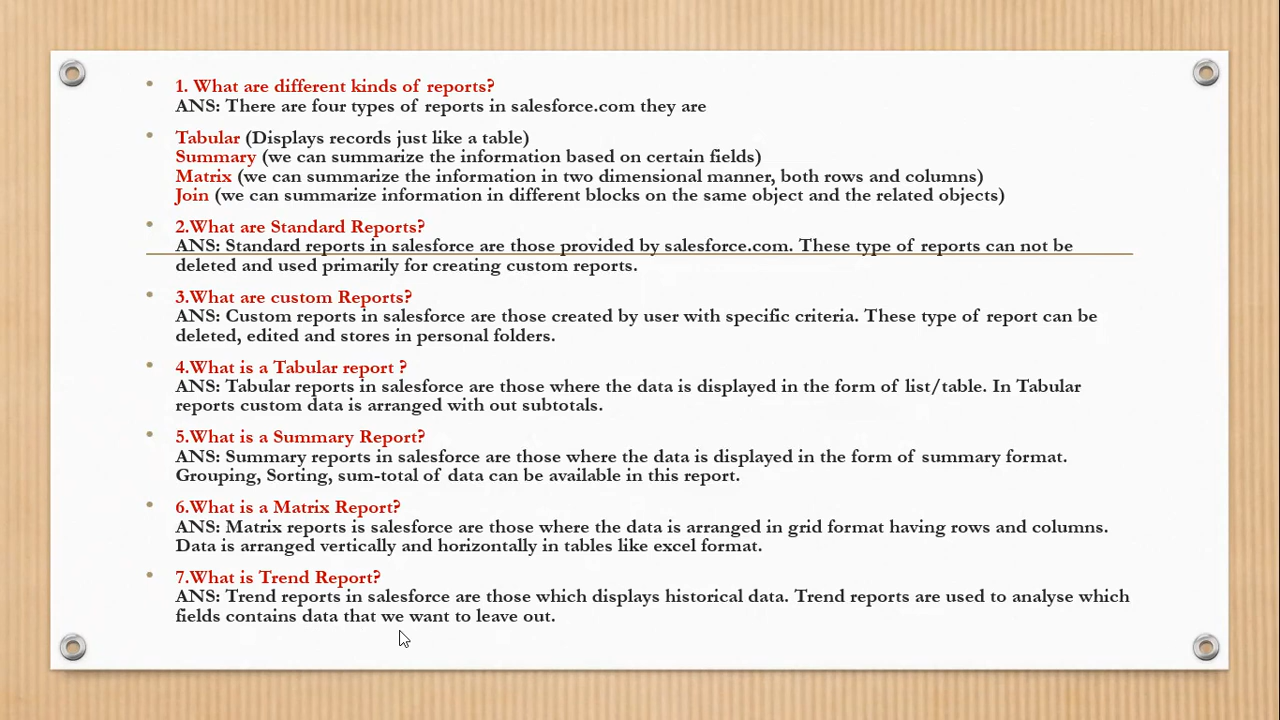 1. What are different kinds of reports?
ANS: There are four types of reports in salesforce.com they are
Tabular (Displays records just like a table)
Summary (we can summarize the information based on certain fields)
Matrix (we can summarize the information in two dimensional manner, both rows and columns)
Join (we can summarize information in different blocks on the same object and the related objects)
2.What are Standard Reports?
ANS: Standard reports in salesforce are those provided by salesforce.com. These type of reports can not be
deleted and used primarily for creating custom reports.
3.What are custom Reports?
ANS: Custom reports in salesforce are those created by user with specific criteria. These type of report can be
deleted, edited and stores in personal folders.
4.What is a Tabular report ?
ANS: Tabular reports in salesforce are those where the data is displayed in the form of list/table. In Tabular
reports custom data is arranged with out subtotals.
5.What is a Summary Report?
ANS: Summary reports in salesforce are those where the data is displayed in the form of summary format.
Grouping, Sorting, sum-total of data can be available in this report.
6.What is a Matrix Report?
ANS: Matrix reports is salesforce are those where the data is arranged in grid format having rows and columns.
Data is arranged vertically and horizontally in tables like excel format.
7.What is Trend Report?
ANS: Trend reports in salesforce are those which displays historical data. Trend reports are used to analyse which
fields contains data that we want to leave out.